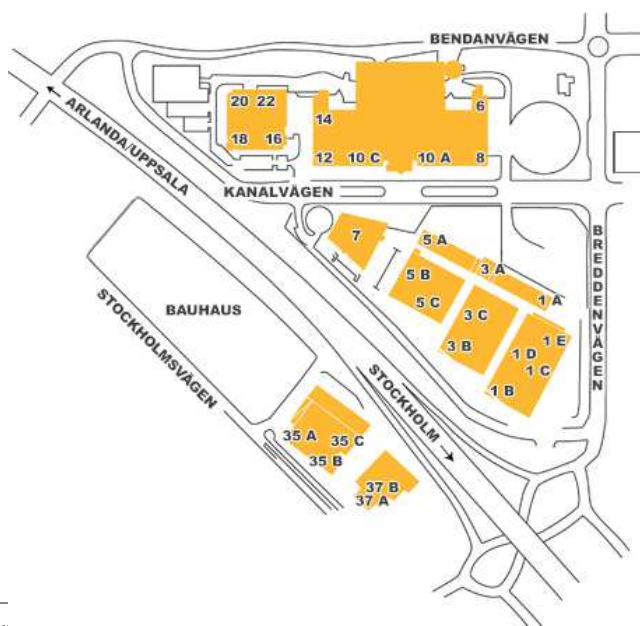 BENDANVÄGEN
ARLANDA/UPPSALA
20 22
18 16
14
6
12 10 C 10 A 8
KANALVÄGEN
BREDDENVÄGEN
7
5 A
5 B
5 C
3 A
3 C
3 B
1 A
1 E
1 D
1 C
1 B
BAUHAUS
STOCKHOLMSVÄGEN
STOCKHOLM
35 A
35 C
35 B
37 B
37 A